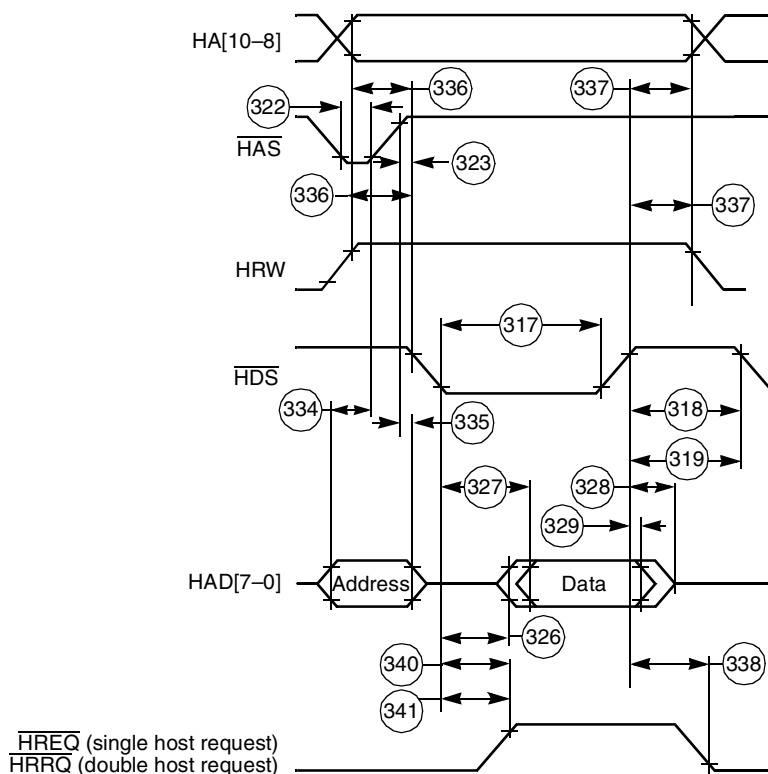 HA[10–8]
336
337
322
HAS
323
336
337
HRW
317
HDS
334
335
318
319
327
328
329
HAD[7–0]
Address
Data
326
340
338
341
HREQ (single host request)
HRRQ (double host request)